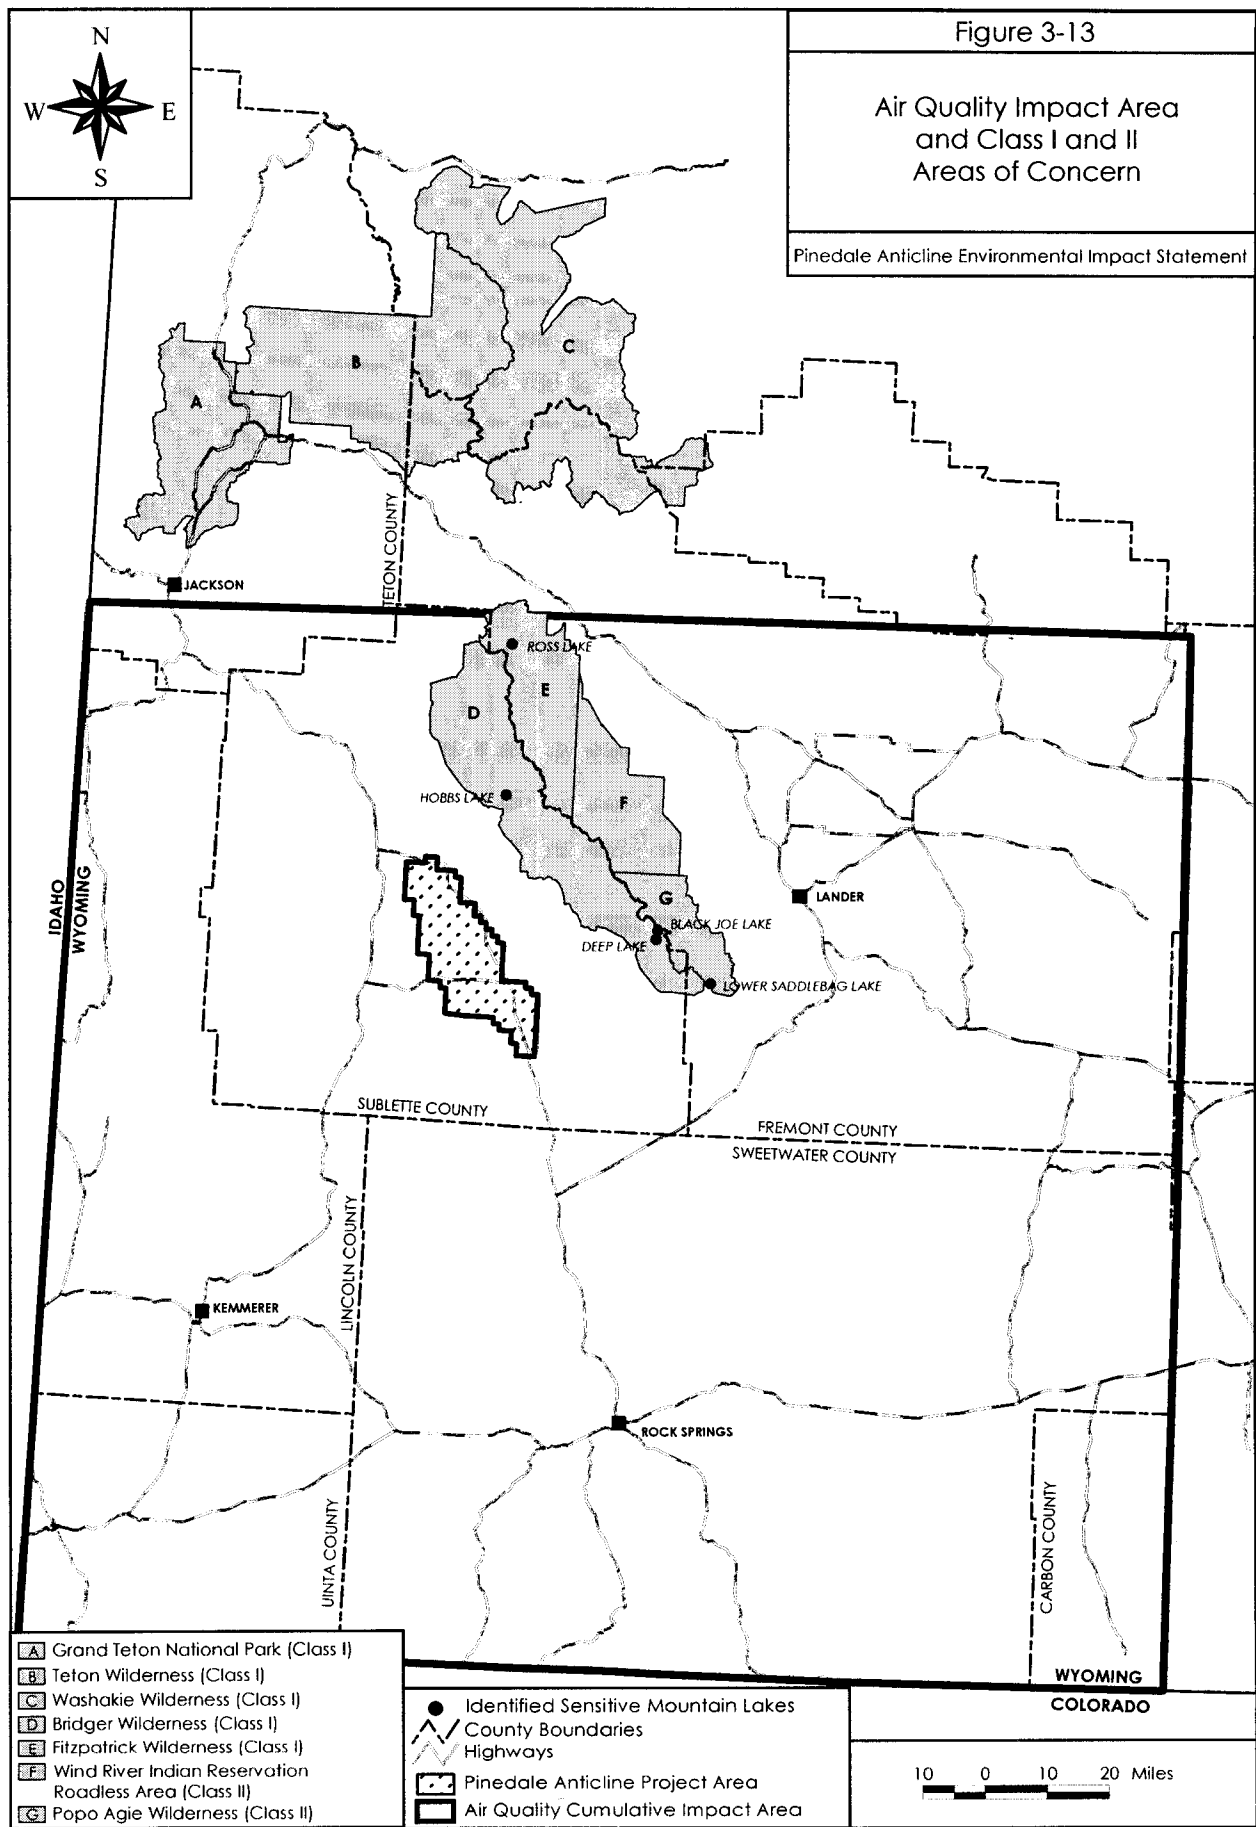 N
W
E
S
Figure 3-13
Air Quality Impact Area
and Class I and II
Areas of Concern
Pinedale Anticline Environmental Impact Statement
C
B
A
TETON COUNTY
JACKSON
ROSS LAKE
E
D
HOBBS LAKE
F
IDAHO
WYOMING
LANDER
G
BLACK JOE LAKE
DEEP LAKE
LOWER SADDLEBAG LAKE
SUBLETTE COUNTY
FREMONT COUNTY
SWEETWATER COUNTY
LINCOLN COUNTY
KEMMERER
ROCK SPRINGS
UINTA COUNTY
CARBON COUNTY
WYOMING
COLORADO
A Grand Teton National Park (Class I)
B Teton Wilderness (Class I)
C Washakie Wilderness (Class I)
D Bridger Wilderness (Class I)
E Fitzpatrick Wilderness (Class I)
F Wind River Indian Reservation
Roadless Area (Class II)
G Popo Agie Wilderness (Class II)
Identified Sensitive Mountain Lakes
County Boundaries
Highways
Pinedale Anticline Project Area
Air Quality Cumulative Impact Area
10 0 10 20 Miles